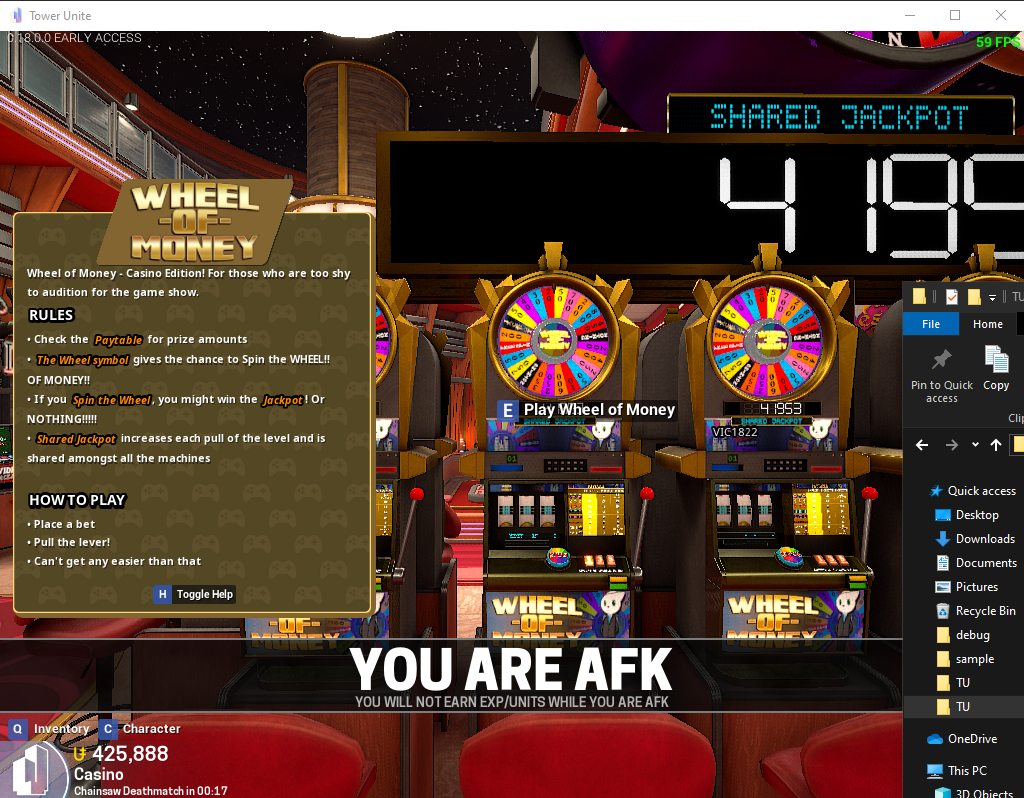 Tower Unite
0.18.0.0 EARLY ACCESS
59 FPS
SHARED JACKPOT
4195
WHEEL
-OF-
MONEY
Wheel of Money - Casino Edition! For those who are too shy
to audition for the game show.
RULES
• Check the Paytable for prize amounts
• The Wheel symbol gives the chance to Spin the WHEEL!!
OF MONEY!!
• If you Spin the Wheel, you might win the Jackpot! Or
NOTHING!!!!!
• Shared Jackpot increases each pull of the level and is
shared amongst all the machines
HOW TO PLAY
• Place a bet
• Pull the lever!
• Can't get any easier than that
H Toggle Help
E Play Wheel of Money
41953
SHARED JACKPOT
VIC1822
01
01
WHEEL
-OF-
MONEY
WHEEL
-OF-
MONEY
YOU ARE AFK
YOU WILL NOT EARN EXP/UNITS WHILE YOU ARE AFK
Q Inventory C Character
425,888
Casino
Chainsaw Deathmatch in 00:17
TU
File Home
Pin to Quick
access
Copy
Clip
Quick access
Desktop
Downloads
Documents
Pictures
Recycle Bin
debug
sample
TU
TU
OneDrive
This PC
3D Objects